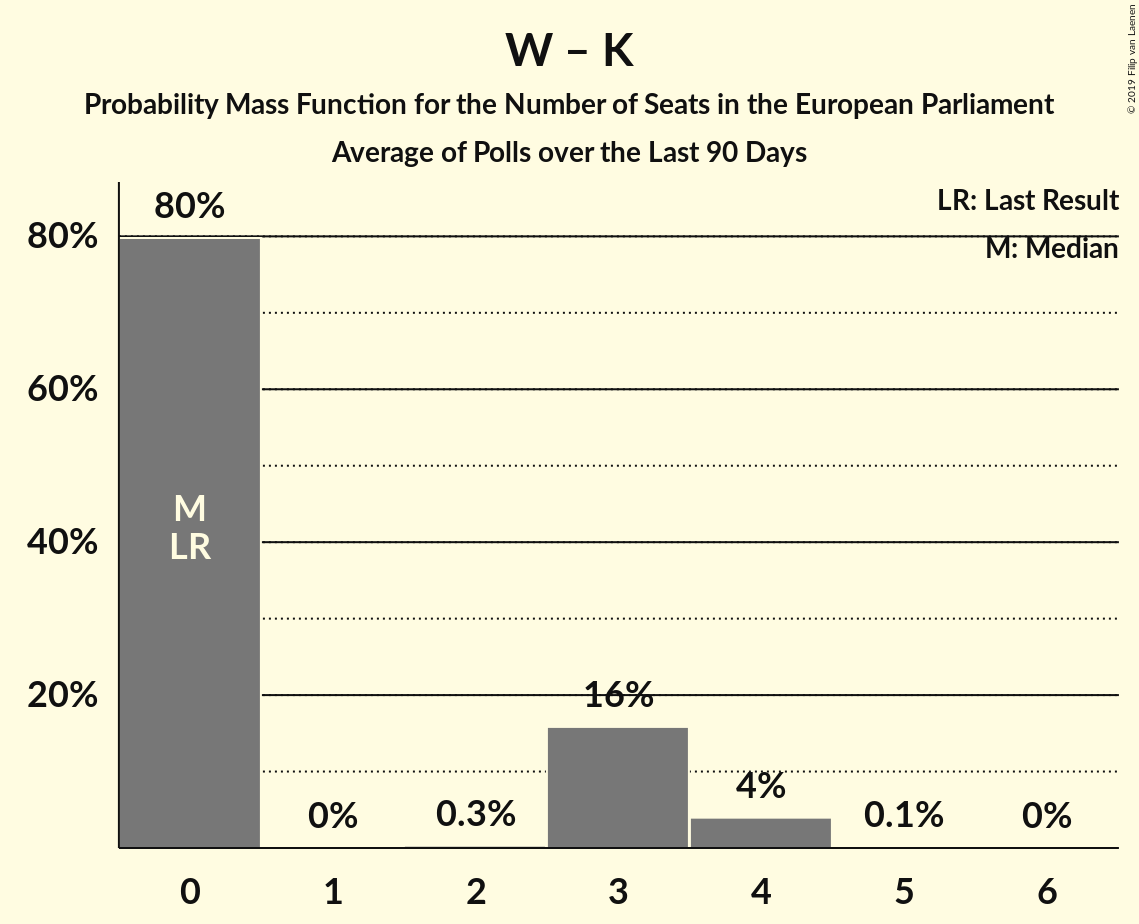 W – K
Probability Mass Function for the Number of Seats in the European Parliament
Average of Polls over the Last 90 Days
© 2019 Filip van Laenen
LR: Last Result
M: Median
80%
60%
40%
20%
80%
M
LR
0%
0.3%
16%
4%
0.1%
0%
0 1 2 3 4 5 6